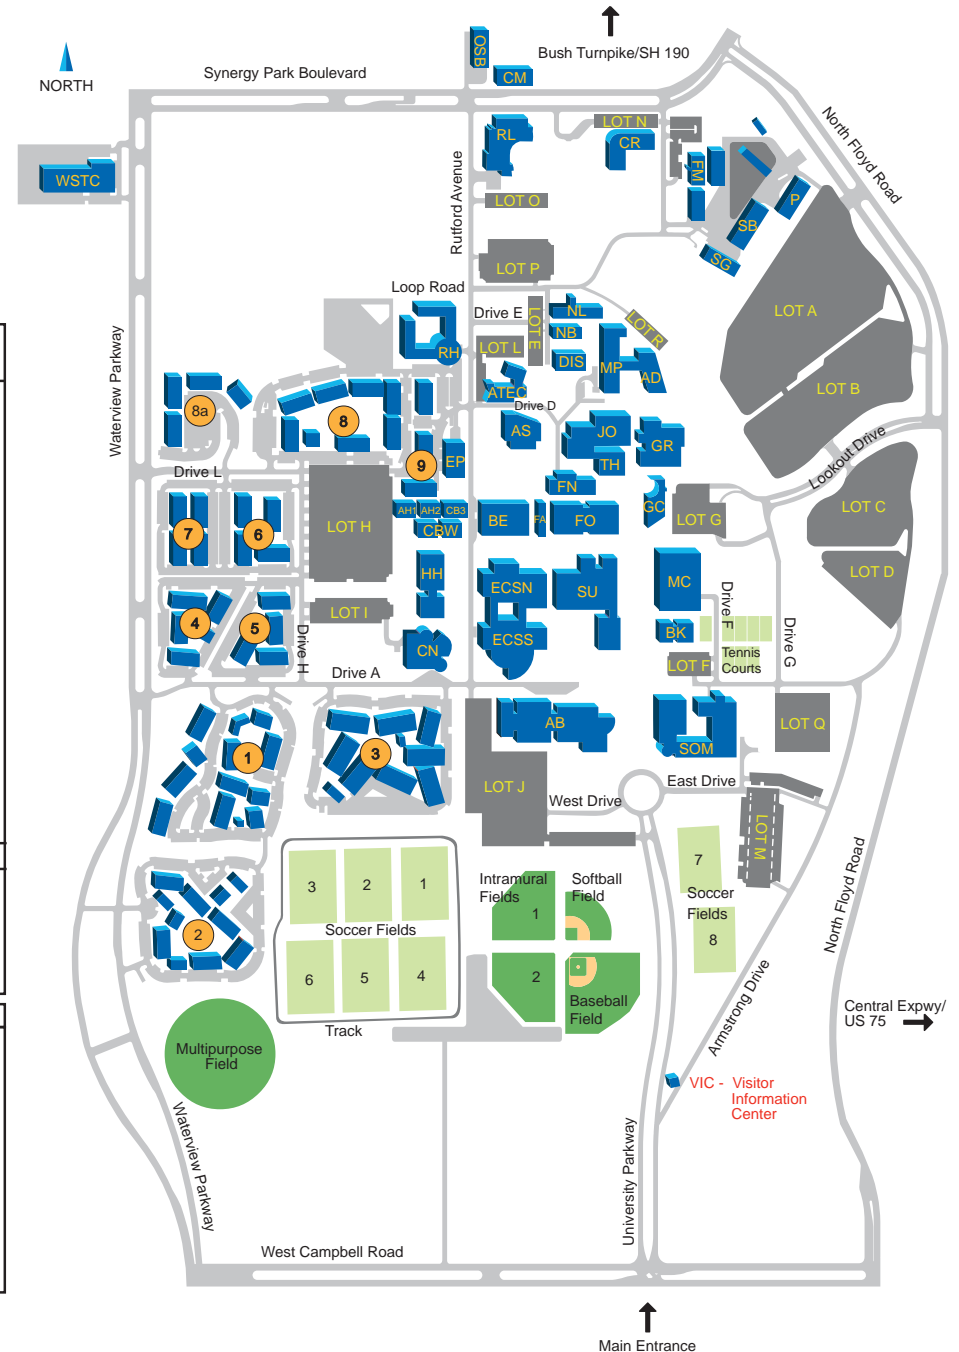 Bush Turnpike/SH 190
OSB
CM
NORTH
Synergy Park Boulevard
North Floyd Road
LOT N
RL
CR
FM
WSTC
Rutford Avenue
LOT O
P
SB
SG
LOT P
Loop Road
Drive E
LOT E
NL
NB
LOT R
LOT A
RH
LOT L
DIS
MP
AD
LOT B
ATEC
Drive D
Waterview Parkway
8a
8
AS
JO
GR
TH
Lookout Drive
9
EP
Drive L
FN
GC
LOT C
AH1
AH2
CB3
CBW
LOT H
BE
FA
FO
LOT G
7
6
HH
ECSN
SU
MC
LOT D
Drive F
Drive G
LOT I
4
5
Drive H
CN
ECSS
BK
Tennis
Courts
LOT F
Drive A
AB
SOM
LOT Q
1
3
LOT J
West Drive
East Drive
LOT M
North Floyd Road
3
2
1
Soccer Fields
6
5
4
Track
Intramural
Fields
1
2
Softball
Field
Baseball
Field
7
Soccer
Fields
8
2
Armstrong Drive
Central Expwy/
US 75
Multipurpose
Field
VIC - Visitor
Information
Center
Waterview Parkway
University Parkway
West Campbell Road
Main Entrance